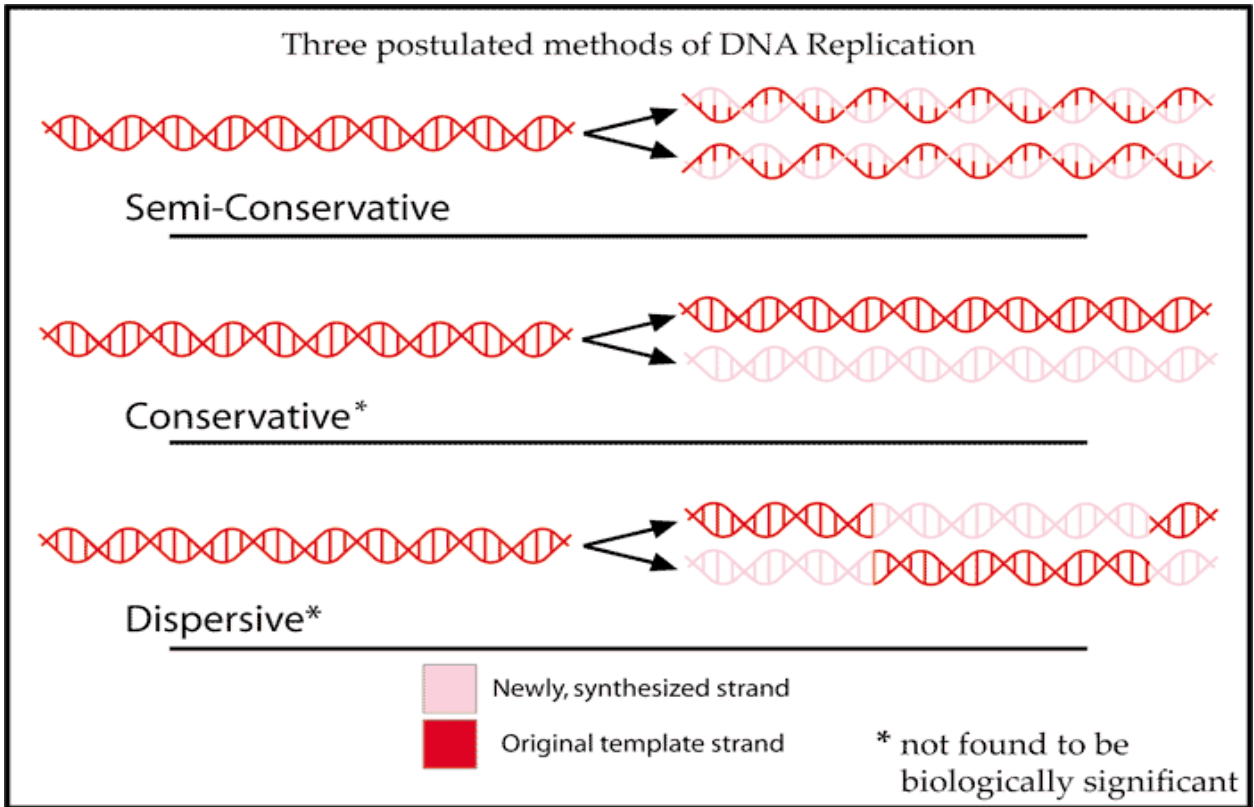 Three postulated methods of DNA Replication
Semi-Conservative
Conservative*
Dispersive*
Newly, synthesized strand
Original template strand
* not found to be
biologically significant